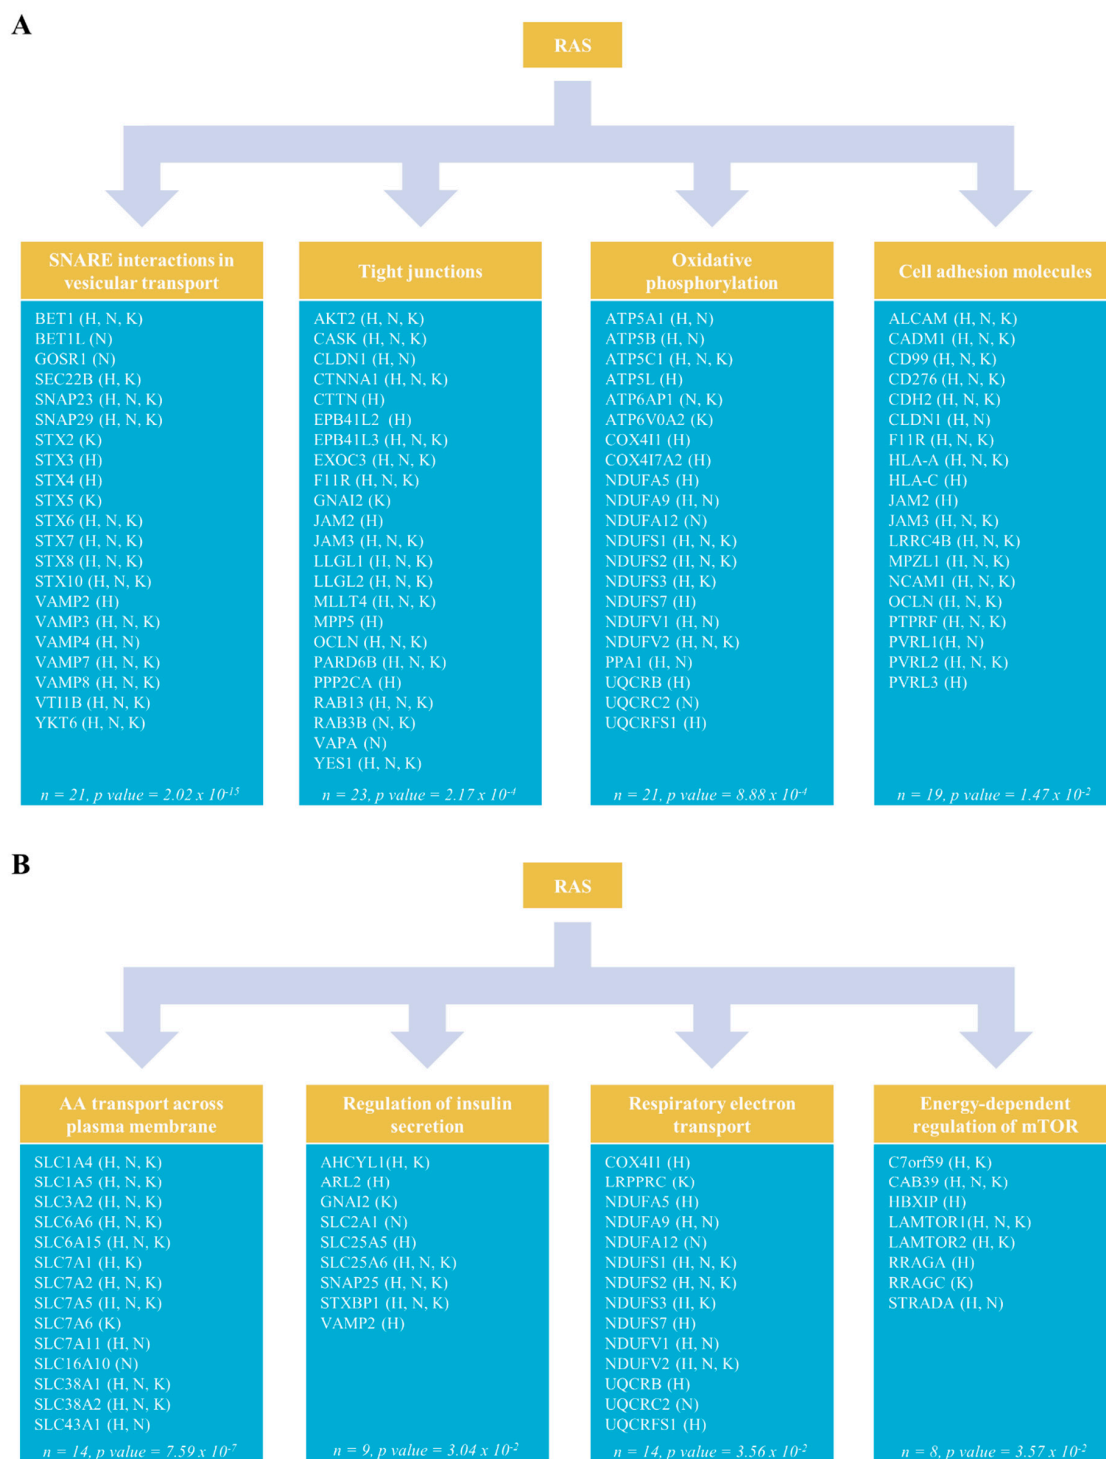 A
RAS
SNARE interactions in
vesicular transport
BET1 (H, N, K)
BET1L (N)
GOSR1 (N)
SEC22B (H, K)
SNAP23 (H, N, K)
SNAP29 (H, N, K)
STX2 (K)
STX3 (H)
STX4 (H)
STX5 (K)
STX6 (H, N, K)
STX7 (H, N, K)
STX8 (H, N, K)
STX10 (H, N, K)
VAMP2 (H)
VAMP3 (H, N, K)
VAMP4 (H, N)
VAMP7 (H, N, K)
VAMP8 (H, N, K)
VTI1B (H, N, K)
YKT6 (H, N, K)
n = 21, p value = 2.02 x 10-15
Tight junctions
AKT2 (H, N, K)
CASK (H, N, K)
CLDN1 (H, N)
CTNNA1 (H, N, K)
CTTN (H)
EPB41L2 (H)
EPB41L3 (H, N, K)
EXOC3 (H, N, K)
F11R (H, N, K)
GNAI2 (K)
JAM2 (H)
JAM3 (H, N, K)
LLGL1 (H, N, K)
LLGL2 (H, N, K)
MLLT4 (H, N, K)
MPP5 (H)
OCLN (H, N, K)
PARD6B (H, N, K)
PPP2CA (H)
RAB13 (H, N, K)
RAB3B (N, K)
VAPA (N)
YES1 (H, N, K)
n = 23, p value = 2.17 x 10-4
Oxidative
phosphorylation
ATP5A1 (H, N)
ATP5B (H, N)
ATP5C1 (H, N, K)
ATP5L (H)
ATP6AP1 (N, K)
ATP6V0A2 (K)
COX4I1 (H)
COX4I7A2 (H)
NDUFA5 (H)
NDUFA9 (H, N)
NDUFA12 (N)
NDUFS1 (H, N, K)
NDUFS2 (H, N, K)
NDUFS3 (H, K)
NDUFS7 (H)
NDUFV1 (H, N)
NDUFV2 (H, N, K)
PPA1 (H, N)
UQCRB (H)
UQCRC2 (N)
UQCRFS1 (H)
n = 21, p value = 8.88 x 10-4
Cell adhesion molecules
ALCAM (H, N, K)
CADM1 (H, N, K)
CD99 (H, N, K)
CD276 (H, N, K)
CDH2 (H, N, K)
CLDN1 (H, N)
F11R (H, N, K)
HLA-A (H, N, K)
HLA-C (H)
JAM2 (H)
JAM3 (H, N, K)
LRRC4B (H, N, K)
MPZL1 (H, N, K)
NCAM1 (H, N, K)
OCLN (H, N, K)
PTPRF (H, N, K)
PVRL1(H, N)
PVRL2 (H, N, K)
PVRL3 (H)
n = 19, p value = 1.47 x 10-2
B
RAS
AA transport across
plasma membrane
SLC1A4 (H, N, K)
SLC1A5 (H, N, K)
SLC3A2 (H, N, K)
SLC6A6 (H, N, K)
SLC6A15 (H, N, K)
SLC7A1 (H, K)
SLC7A2 (H, N, K)
SLC7A5 (H, N, K)
SLC7A6 (K)
SLC7A11 (H, N)
SLC16A10 (N)
SLC38A1 (H, N, K)
SLC38A2 (H, N, K)
SLC43A1 (H, N)
n = 14, p value = 7.59 x 10-7
Regulation of insulin
secretion
AHCYL1(H, K)
ARL2 (H)
GNAI2 (K)
SLC2A1 (N)
SLC25A5 (H)
SLC25A6 (H, N, K)
SNAP25 (H, N, K)
STXBP1 (H, N, K)
VAMP2 (H)
n = 9, p value = 3.04 x 10-2
Respiratory electron
transport
COX4I1 (H)
LRPPRC (K)
NDUFA5 (H)
NDUFA9 (H, N)
NDUFA12 (N)
NDUFS1 (H, N, K)
NDUFS2 (H, N, K)
NDUFS3 (H, K)
NDUFS7 (H)
NDUFV1 (H, N)
NDUFV2 (H, N, K)
UQCRB (H)
UQCRC2 (N)
UQCRFS1 (H)
n = 14, p value = 3.56 x 10-2
Energy-dependent
regulation of mTOR
C7orf59 (H, K)
CAB39 (H, N, K)
HBXIP (H)
LAMTOR1(H, N, K)
LAMTOR2 (H, K)
RRAGA (H)
RRAGC (K)
STRADA (H, N)
n = 8, p value = 3.57 x 10-2